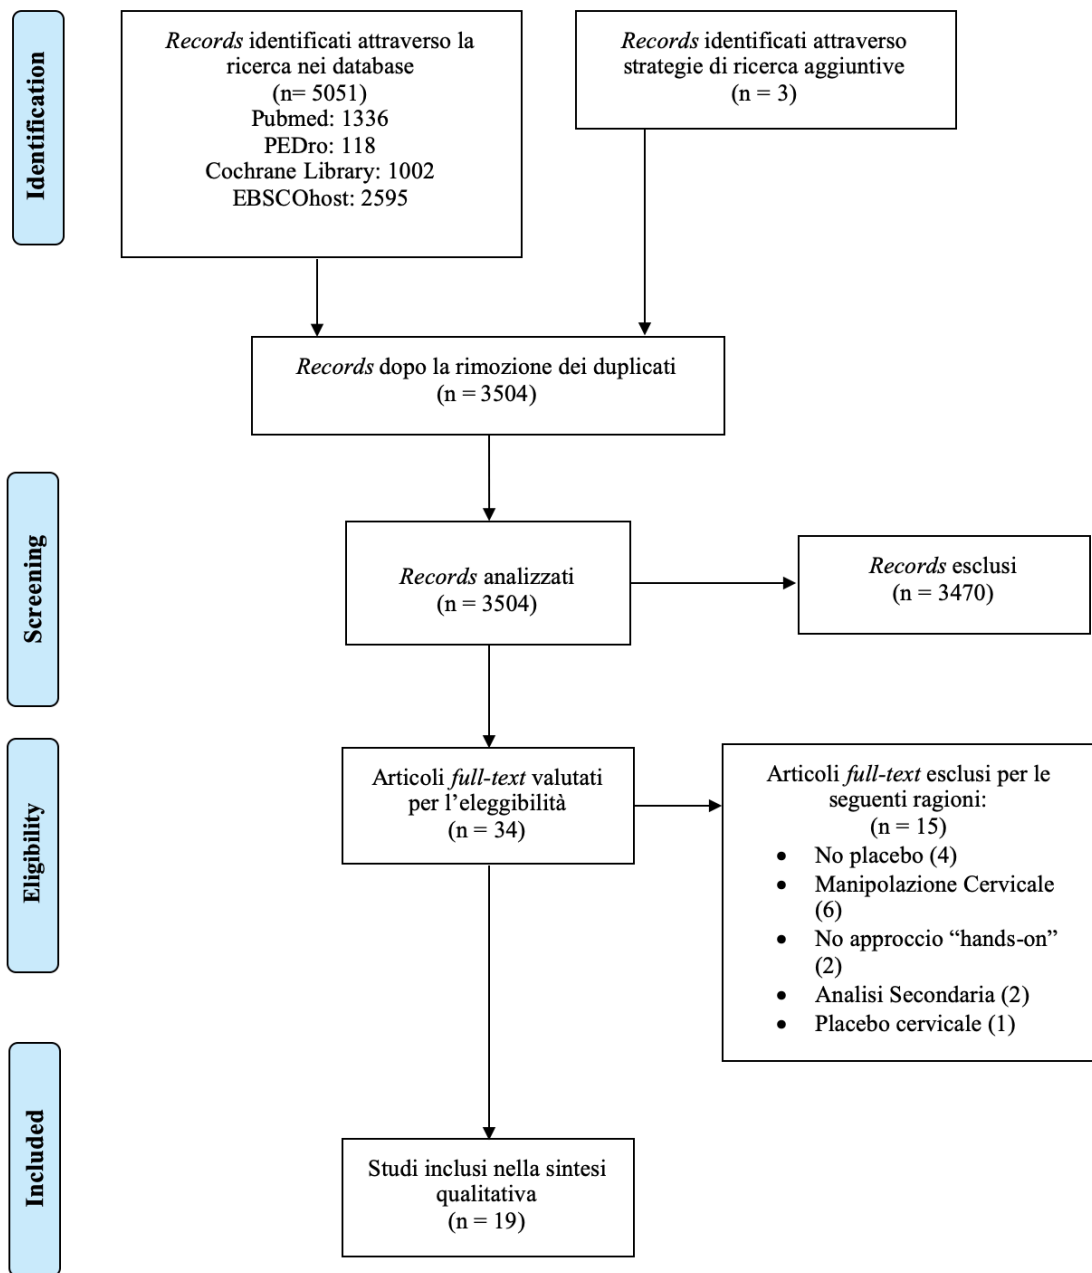 Identification
Records identificati attraverso la
ricerca nei database
(n= 5051)
Pubmed: 1336
PEDro: 118
Cochrane Library: 1002
EBSCOhost: 2595
Records identificati attraverso
strategie di ricerca aggiuntive
(n = 3)
Records dopo la rimozione dei duplicati
(n = 3504)
Screening
Records analizzati
(n = 3504)
Records esclusi
(n = 3470)
Eligibility
Articoli full-text valutati
per l’eleggibilità
(n = 34)
Articoli full-text esclusi per le
seguenti ragioni:
(n = 15)
• No placebo (4)
• Manipolazione Cervicale
(6)
• No approccio “hands-on”
(2)
• Analisi Secondaria (2)
• Placebo cervicale (1)
Included
Studi inclusi nella sintesi
qualitativa
(n = 19)